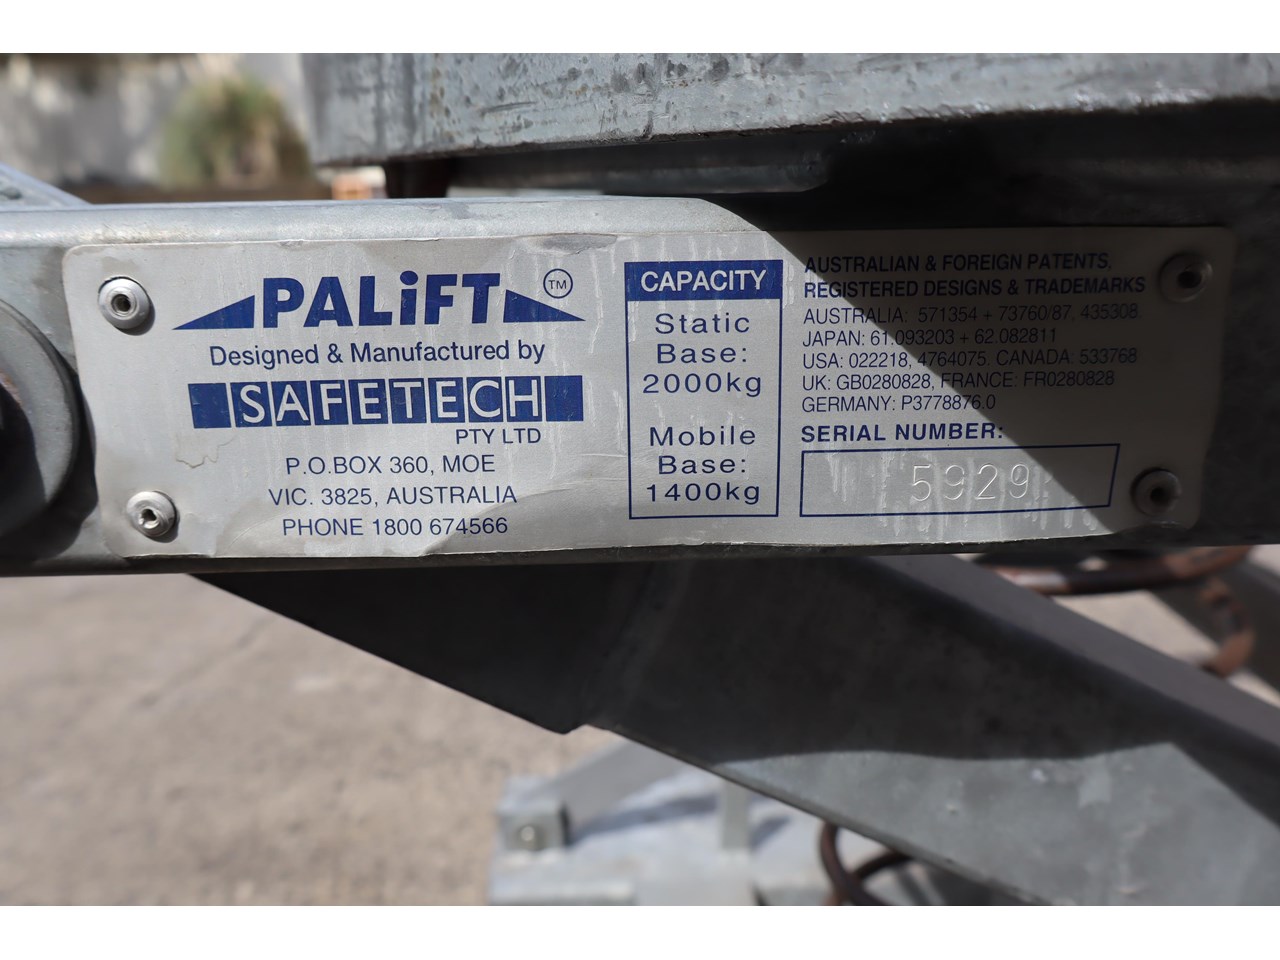 PALiFT TM
Designed & Manufactured by
SAFETECH
PTY LTD
P.O.BOX 360, MOE
VIC. 3825, AUSTRALIA
PHONE 1800 674566
CAPACITY
Static
Base:
2000kg
Mobile
Base:
1400kg
AUSTRALIAN & FOREIGN PATENTS,
REGISTERED DESIGNS & TRADEMARKS
AUSTRALIA: 571354 + 73760/87, 435308.
JAPAN: 61.093203 + 62.082811
USA: 022218, 4764075, CANADA: 533768
UK: GB0280828, FRANCE: FR0280828
GERMANY: P3778876.0
SERIAL NUMBER:
5929